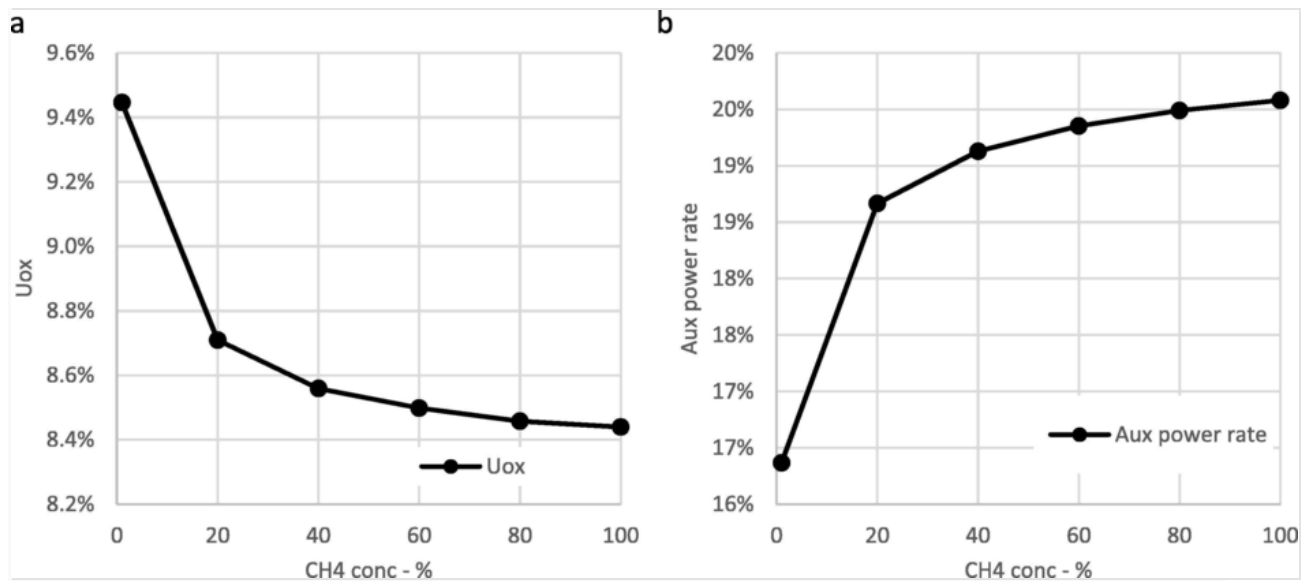 a
9.6%
9.4%
9.2%
9.0%
8.8%
8.6%
8.4%
8.2%
Uox
0 20 40 60 80 100
CH4 conc - %
Uox
b
20%
20%
19%
19%
18%
18%
17%
17%
16%
Aux power rate
0 20 40 60 80 100
CH4 conc - %
Aux power rate